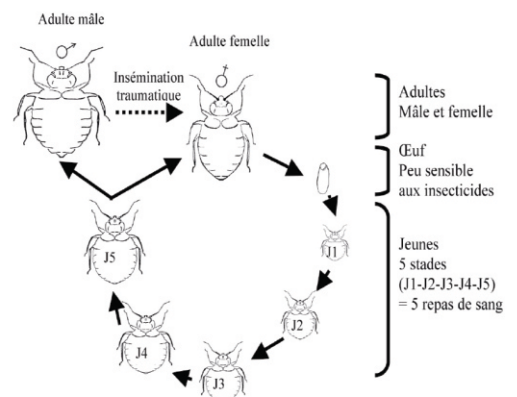 Adulte mâle
Adulte femelle
Insémination
traumatique
Adultes
Mâle et femelle
Œuf
Peu sensible
aux insecticides
J1
J2
J3
J4
J5
Jeunes
5 stades
(J1-J2-J3-J4-J5)
= 5 repas de sang